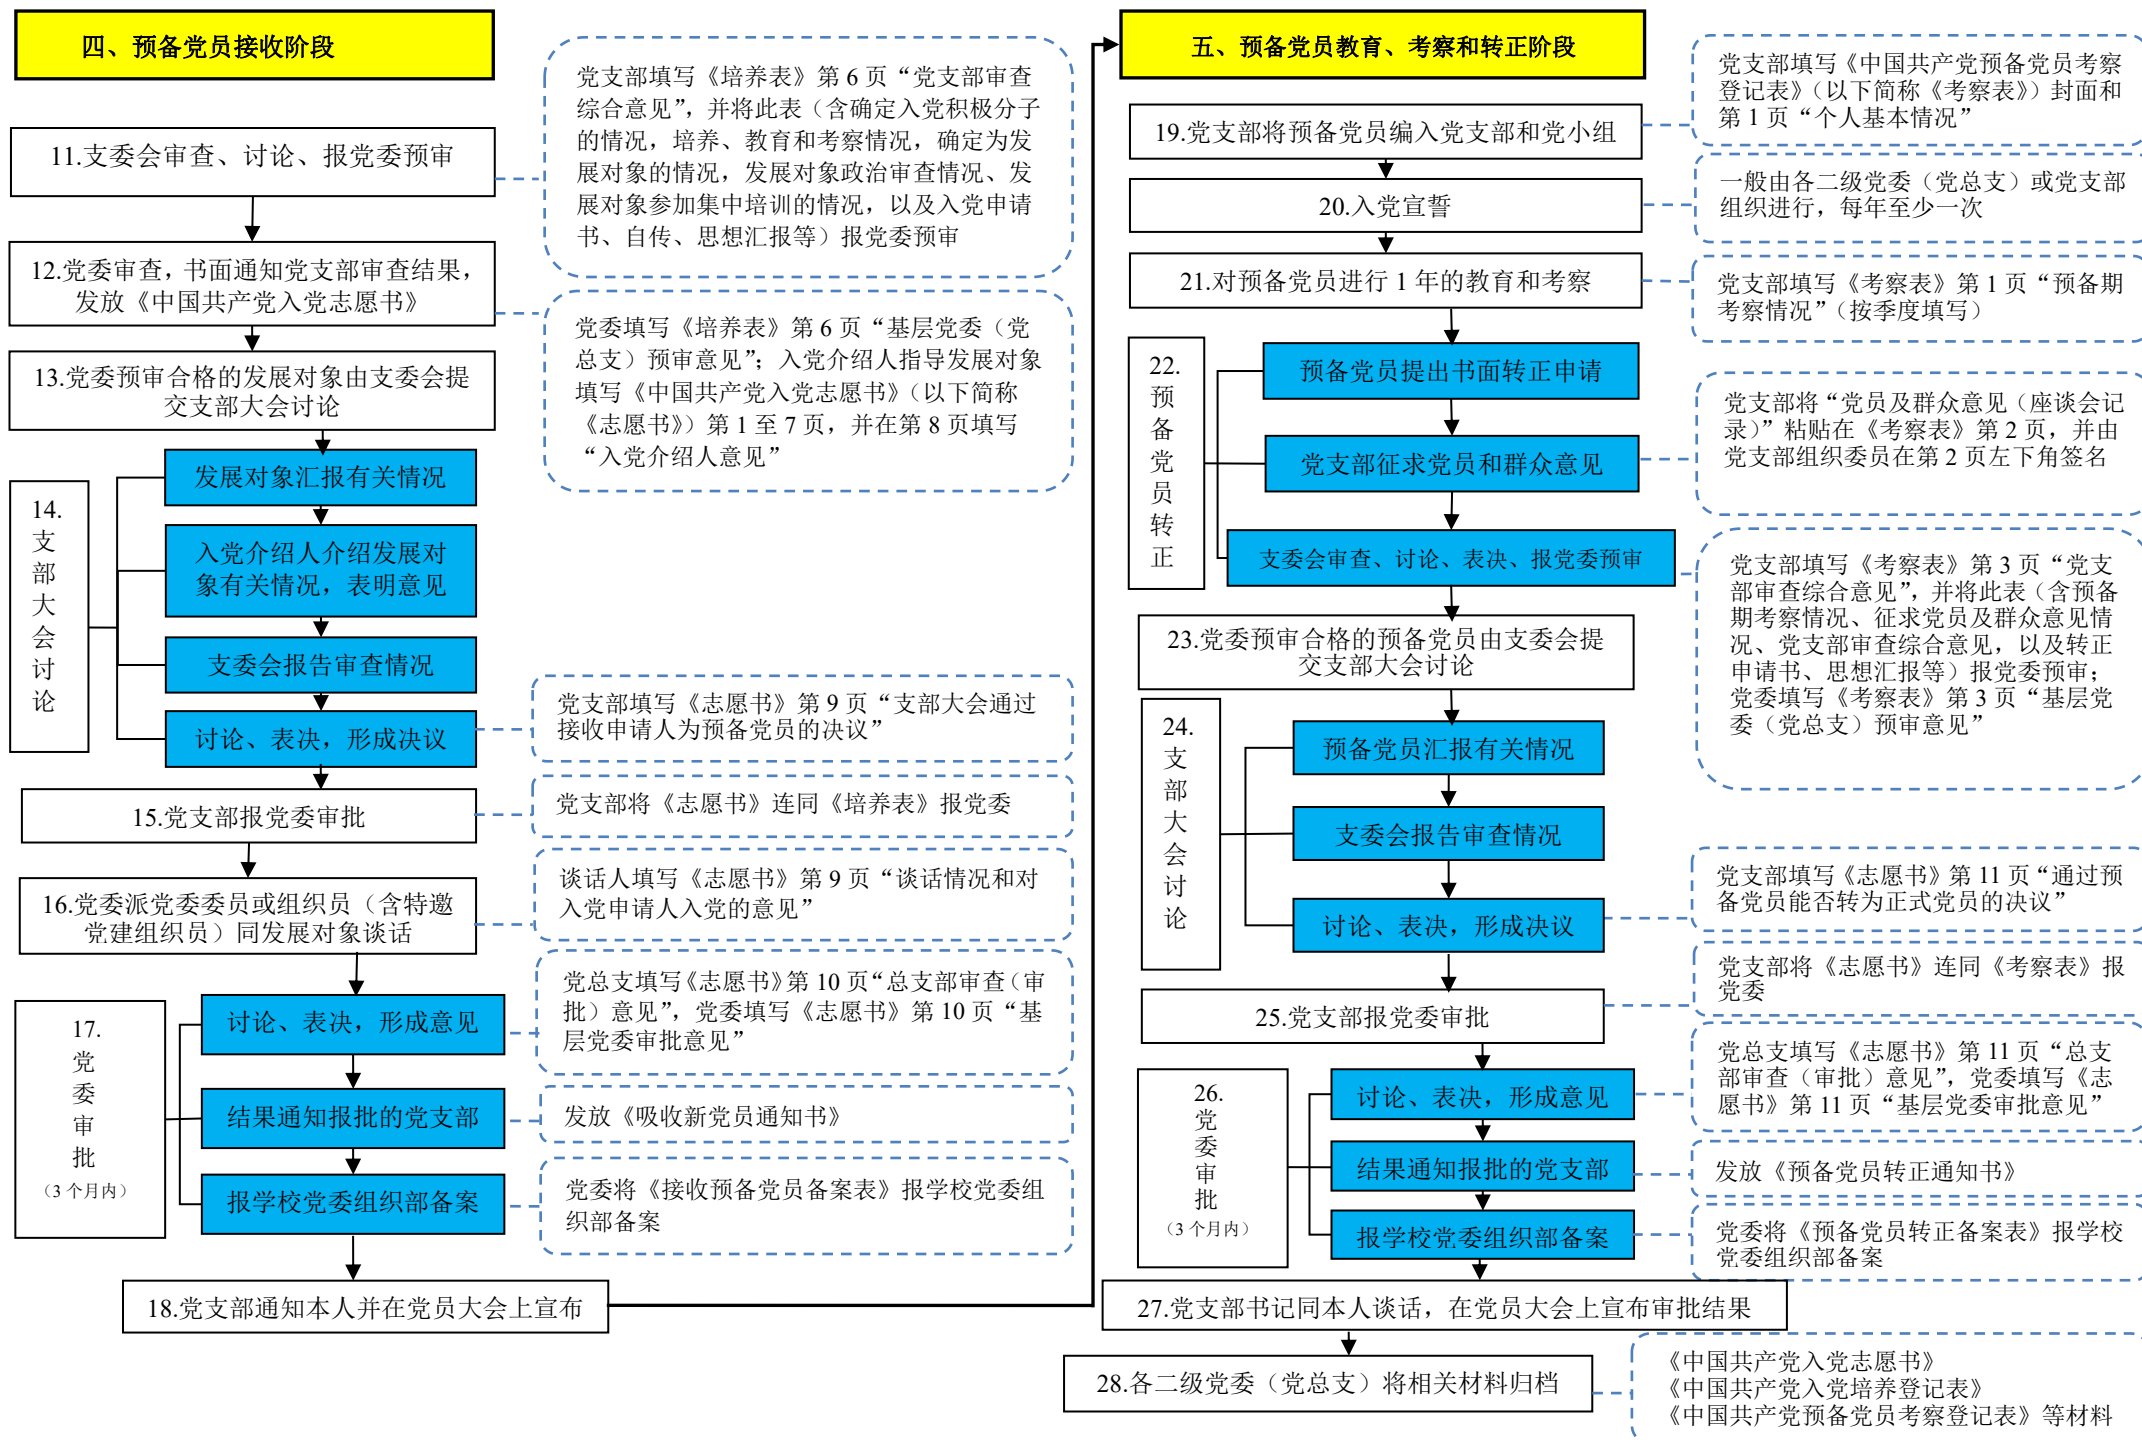 四、预备党员接收阶段
党支部填写《培养表》第 6 页“党支部审查
综合意见”，并将此表（含确定入党积极分子
的情况，培养、教育和考察情况，确定为发
展对象的情况，发展对象政治审查情况、发
展对象参加集中培训的情况，以及入党申请
书、自传、思想汇报等）报党委预审
11.支委会审查、讨论、报党委预审
12.党委审查，书面通知党支部审查结果，
发放《中国共产党入党志愿书》
党委填写《培养表》第 6 页“基层党委（党
总支）预审意见”；入党介绍人指导发展对象
填写《中国共产党入党志愿书》（以下简称
《志愿书》）第 1 至 7 页，并在第 8 页填写
“入党介绍人意见”
13.党委预审合格的发展对象由支委会提
交支部大会讨论
14.
支
部
大
会
讨
论
发展对象汇报有关情况
入党介绍人介绍发展对
象有关情况，表明意见
支委会报告审查情况
讨论、表决，形成决议
党支部填写《志愿书》第 9 页“支部大会通过
接收申请人为预备党员的决议”
15.党支部报党委审批
党支部将《志愿书》连同《培养表》报党委
16.党委派党委委员或组织员（含特邀
党建组织员）同发展对象谈话
谈话人填写《志愿书》第 9 页“谈话情况和对
入党申请人入党的意见”
17.
党
委
审
批
（3 个月内）
讨论、表决，形成意见
党总支填写《志愿书》第 10 页“总支部审查（审
批）意见”，党委填写《志愿书》第 10 页“基
层党委审批意见”
结果通知报批的党支部
发放《吸收新党员通知书》
报学校党委组织部备案
党委将《接收预备党员备案表》报学校党委组
织部备案
18.党支部通知本人并在党员大会上宣布
五、预备党员教育、考察和转正阶段
党支部填写《中国共产党预备党员考察
登记表》（以下简称《考察表》）封面和
第 1 页“个人基本情况”
19.党支部将预备党员编入党支部和党小组
20.入党宣誓
一般由各二级党委（党总支）或党支部
组织进行，每年至少一次
21.对预备党员进行 1 年的教育和考察
党支部填写《考察表》第 1 页“预备期
考察情况”（按季度填写）
22.
预
备
党
员
转
正
预备党员提出书面转正申请
党支部征求党员和群众意见
党支部将“党员及群众意见（座谈会记
录）”粘贴在《考察表》第 2 页，并由
党支部组织委员在第 2 页左下角签名
支委会审查、讨论、表决、报党委预审
党支部填写《考察表》第 3 页“党支
部审查综合意见”，并将此表（含预备
期考察情况、征求党员及群众意见情
况、党支部审查综合意见，以及转正
申请书、思想汇报等）报党委预审；
党委填写《考察表》第 3 页“基层党
委（党总支）预审意见”
23.党委预审合格的预备党员由支委会提
交支部大会讨论
24.
支
部
大
会
讨
论
预备党员汇报有关情况
支委会报告审查情况
讨论、表决，形成决议
党支部填写《志愿书》第 11 页“通过预
备党员能否转为正式党员的决议”
25.党支部报党委审批
党支部将《志愿书》连同《考察表》报
党委
26.
党
委
审
批
（3 个月内）
讨论、表决，形成意见
党总支填写《志愿书》第 11 页“总支
部审查（审批）意见”，党委填写《志
愿书》第 11 页“基层党委审批意见”
结果通知报批的党支部
发放《预备党员转正通知书》
报学校党委组织部备案
党委将《预备党员转正备案表》报学校
党委组织部备案
27.党支部书记同本人谈话，在党员大会上宣布审批结果
28.各二级党委（党总支）将相关材料归档
《中国共产党入党志愿书》
《中国共产党入党培养登记表》
《中国共产党预备党员考察登记表》等材料